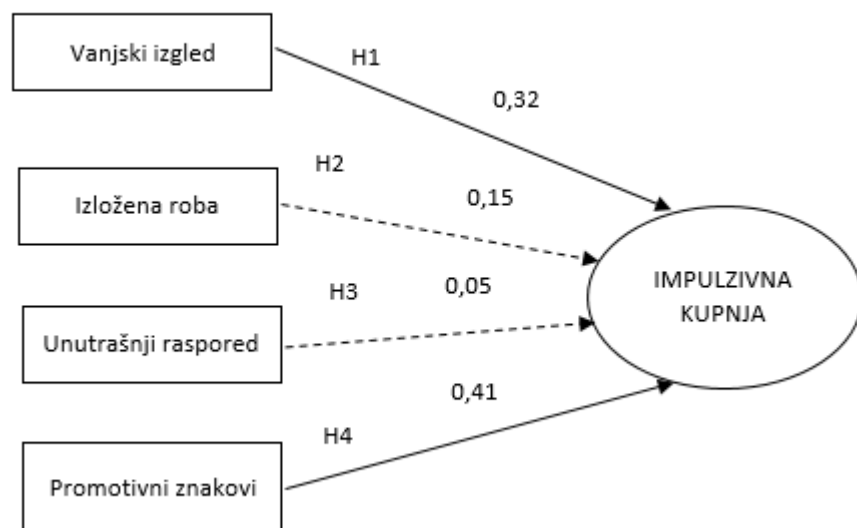 Vanjski izgled
H1
0,32
Izložena roba
H2
0,15
Unutrašnji raspored
H3
0,05
Promotivni znakovi
H4
0,41
IMPULZIVNA
KUPNJA